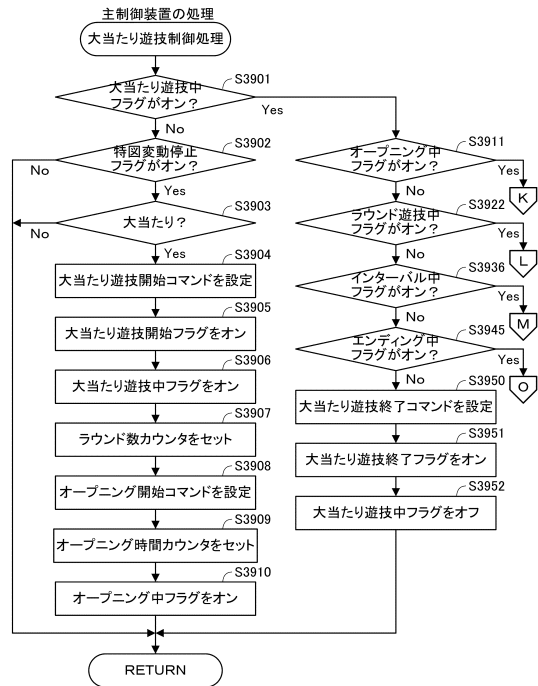 主制御装置の処理
大当たり遊技制御処理
S3901
大当たり遊技中
フラグがオン？
Yes
No
S3902
特図変動停止
フラグがオン？
No
Yes
S3903
大当たり？
No
Yes
S3904
大当たり遊技開始コマンドを設定
S3905
大当たり遊技開始フラグをオン
S3906
大当たり遊技中フラグをオン
S3907
ラウンド数カウンタをセット
S3908
オープニング開始コマンドを設定
S3909
オープニング時間カウンタをセット
S3910
オープニング中フラグをオン
S3911
オープニング中
フラグがオン？
Yes
K
No
S3922
ラウンド遊技中
フラグがオン？
Yes
L
No
S3936
インターバル中
フラグがオン？
Yes
M
No
S3945
エンディング中
フラグがオン？
Yes
O
No
S3950
大当たり遊技終了コマンドを設定
S3951
大当たり遊技終了フラグをオン
S3952
大当たり遊技中フラグをオフ
RETURN